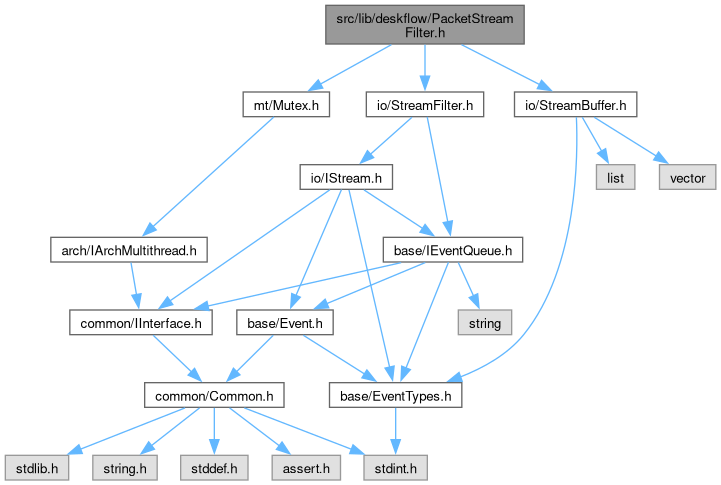 src/lib/deskflow/PacketStream
Filter.h
mt/Mutex.h
io/StreamFilter.h
io/StreamBuffer.h
io/IStream.h
list
vector
arch/IArchMultithread.h
base/IEventQueue.h
common/IInterface.h
base/Event.h
string
common/Common.h
base/EventTypes.h
stdlib.h
string.h
stddef.h
assert.h
stdint.h